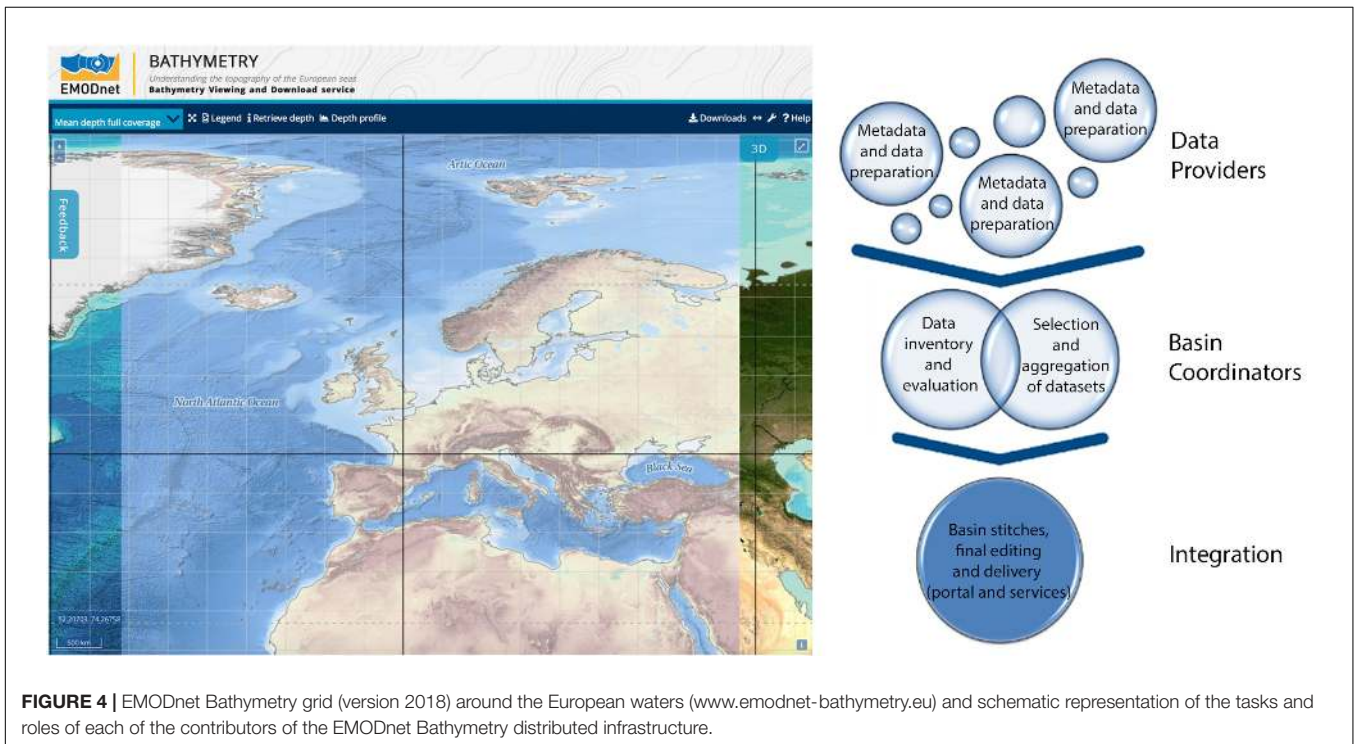 EMODnet
BATHYMETRY
Understanding the topography of the European seas
Bathymetry Viewing and Download service
Mean depth full coverage
Legend
Retrieve depth
Depth profile
Downloads
Help
+
-
3D
Feedback
Artic Ocean
North Atlantic Ocean
Black Sea
500 km
Metadata
and data
preparation
Metadata
and data
preparation
Metadata
and data
preparation
Data
Providers
Data
inventory
and
evaluation
Selection
and
aggregation
of datasets
Basin
Coordinators
Basin stitches,
final editing
and delivery
(portal and services)
Integration
FIGURE 4 | EMODnet Bathymetry grid (version 2018) around the European waters (www.emodnet-bathymetry.eu) and schematic representation of the tasks and
roles of each of the contributors of the EMODnet Bathymetry distributed infrastructure.